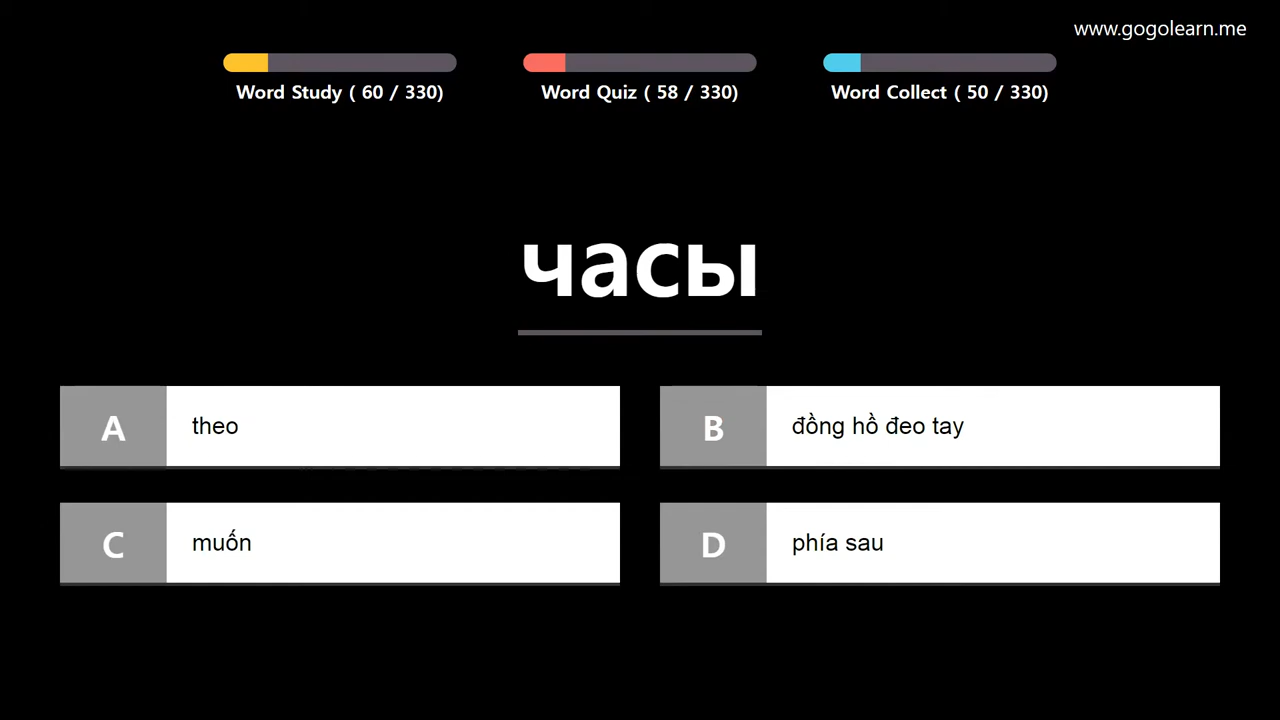 www.gogolearn.me
Word Study ( 60 / 330)
Word Quiz ( 58 / 330)
Word Collect ( 50 / 330)
часы
A theo
B đồng hồ đeo tay
C muốn
D phía sau